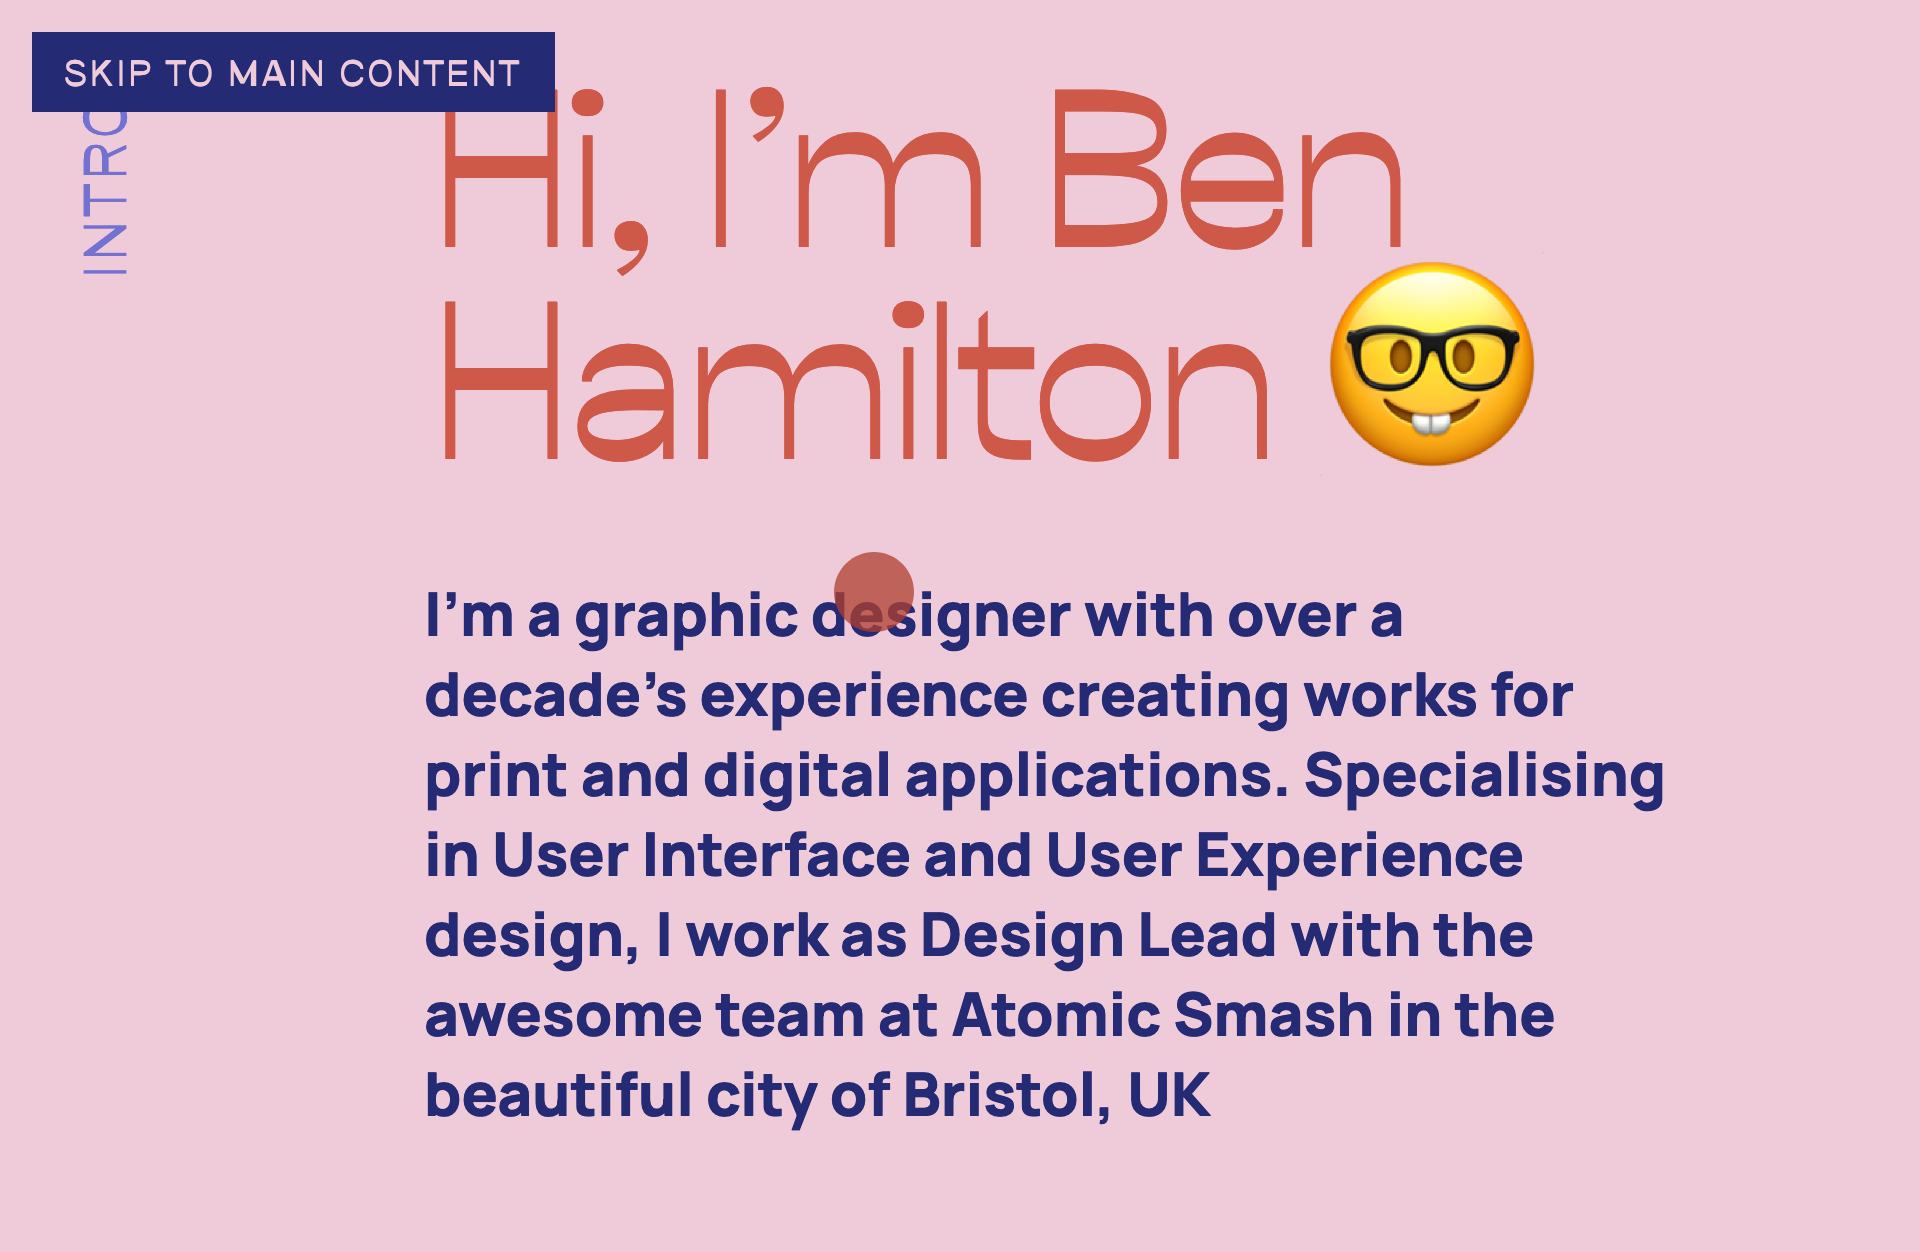 SKIP TO MAIN CONTENT
INTRO
Hi, I’m Ben
Hamilton
I’m a graphic designer with over a
decade’s experience creating works for
print and digital applications. Specialising
in User Interface and User Experience
design, I work as Design Lead with the
awesome team at Atomic Smash in the
beautiful city of Bristol, UK